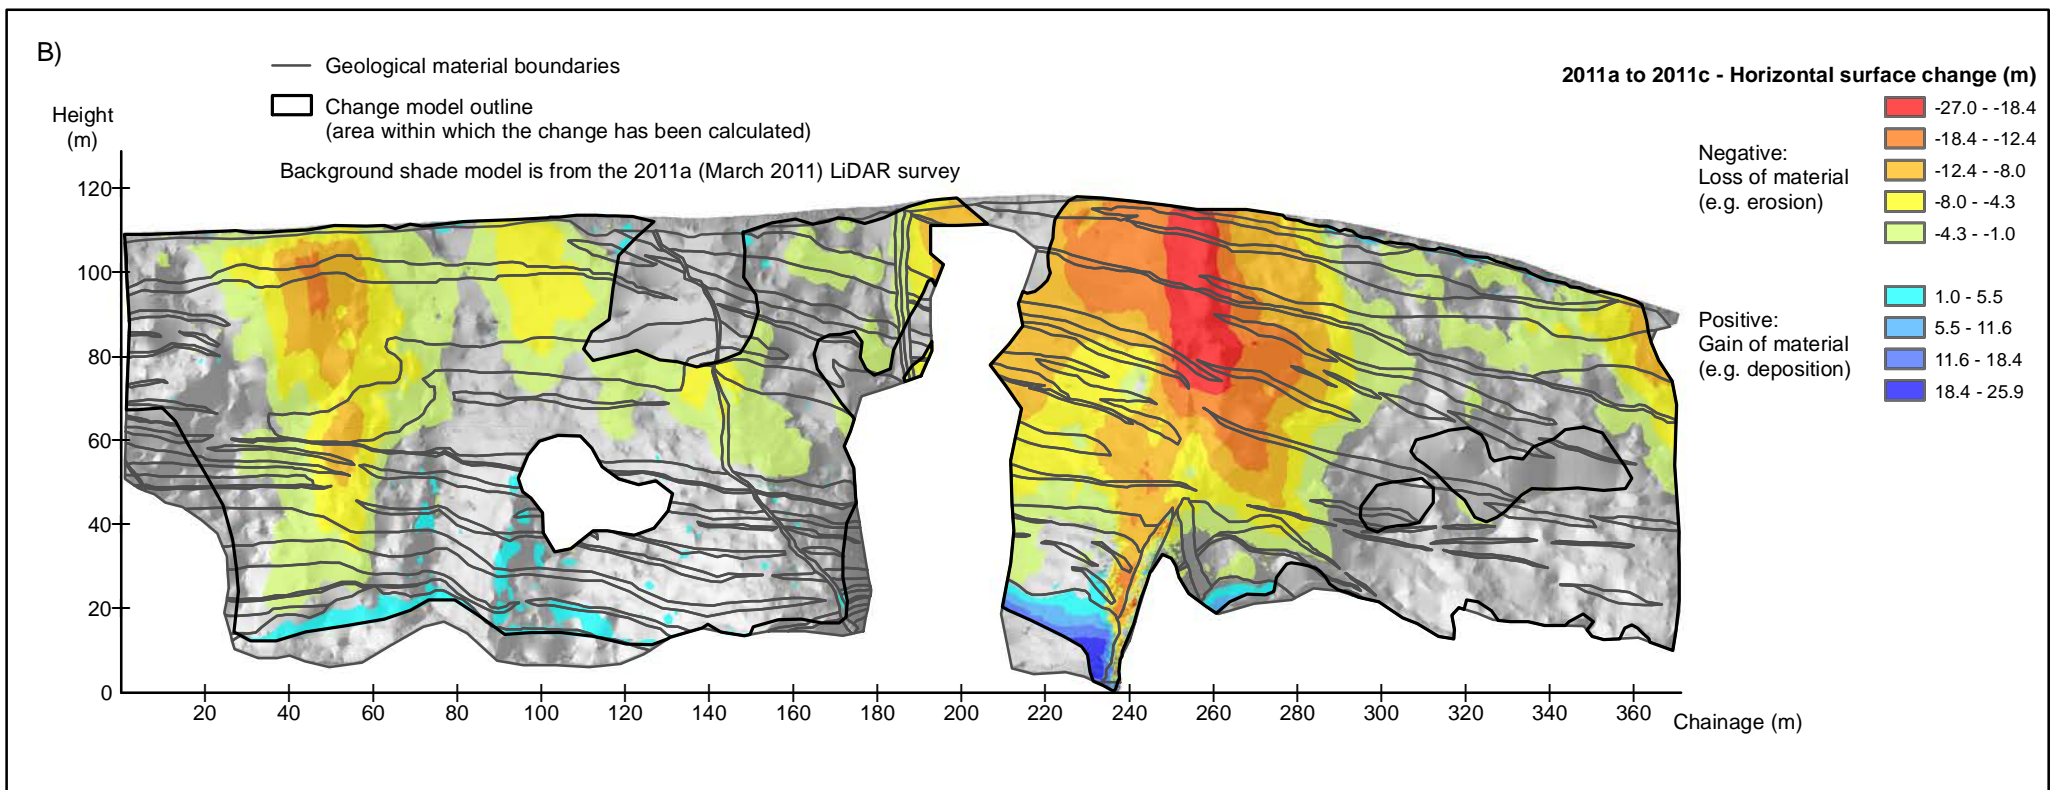 B)
Geological material boundaries
Change model outline
(area within which the change has been calculated)
Background shade model is from the 2011a (March 2011) LiDAR survey
2011a to 2011c - Horizontal surface change (m)
Negative:
Loss of material
(e.g. erosion)
-27.0 - -18.4
-18.4 - -12.4
-12.4 - -8.0
-8.0 - -4.3
-4.3 - -1.0
Positive:
Gain of material
(e.g. deposition)
1.0 - 5.5
5.5 - 11.6
11.6 - 18.4
18.4 - 25.9
Height
(m)
120
100
80
60
40
20
0
20 40 60 80 100 120 140 160 180 200 220 240 260 280 300 320 340 360
Chainage (m)